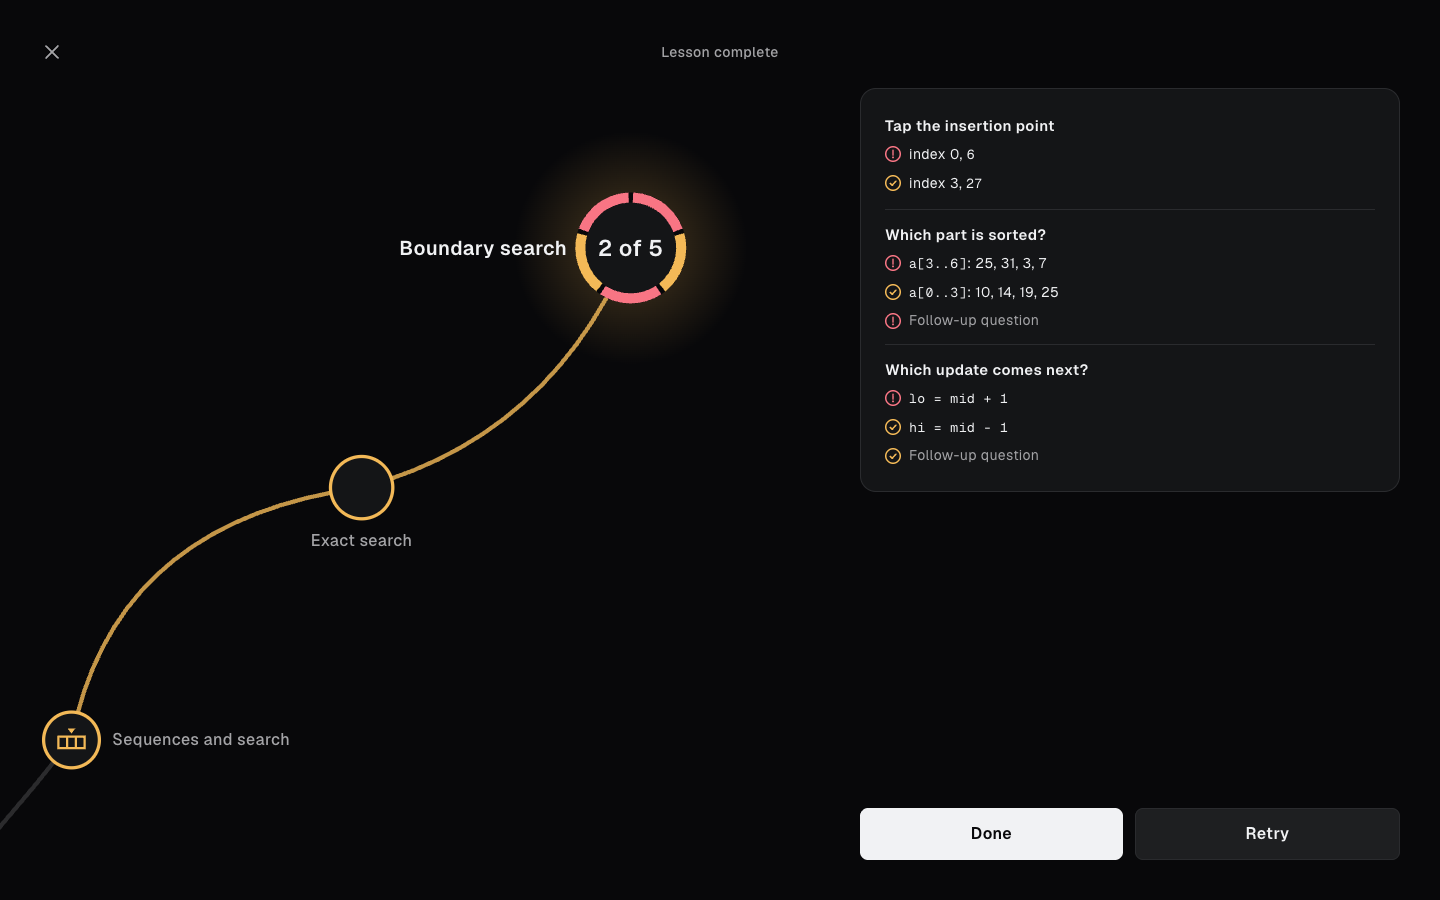 Lesson complete
Boundary search
2 of 5
Exact search
Sequences and search
Tap the insertion point
index 0, 6
index 3, 27
Which part is sorted?
a[3..6]: 25, 31, 3, 7
a[0..3]: 10, 14, 19, 25
Follow-up question
Which update comes next?
lo = mid + 1
hi = mid - 1
Follow-up question
Done
Retry